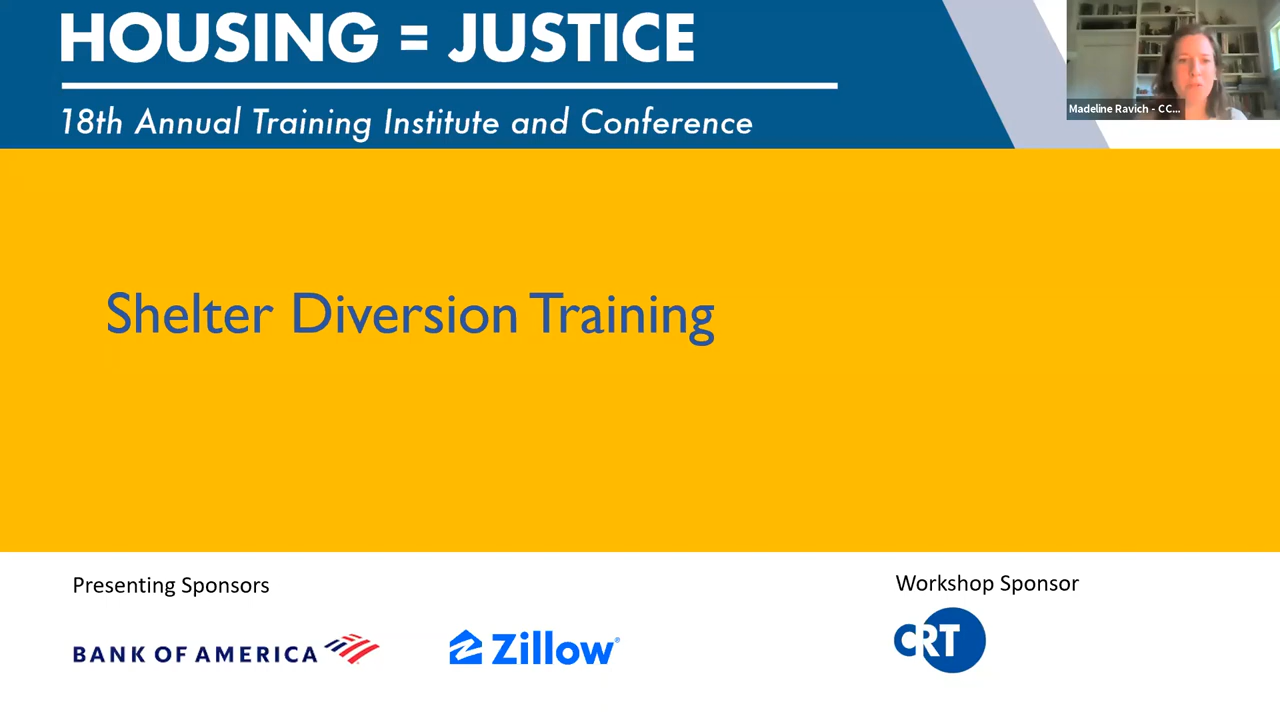 HOUSING = JUSTICE
18th Annual Training Institute and Conference
Madeline Ravich - CC...
Shelter Diversion Training
Presenting Sponsors
Workshop Sponsor
BANK OF AMERICA
Zillow®
CRT